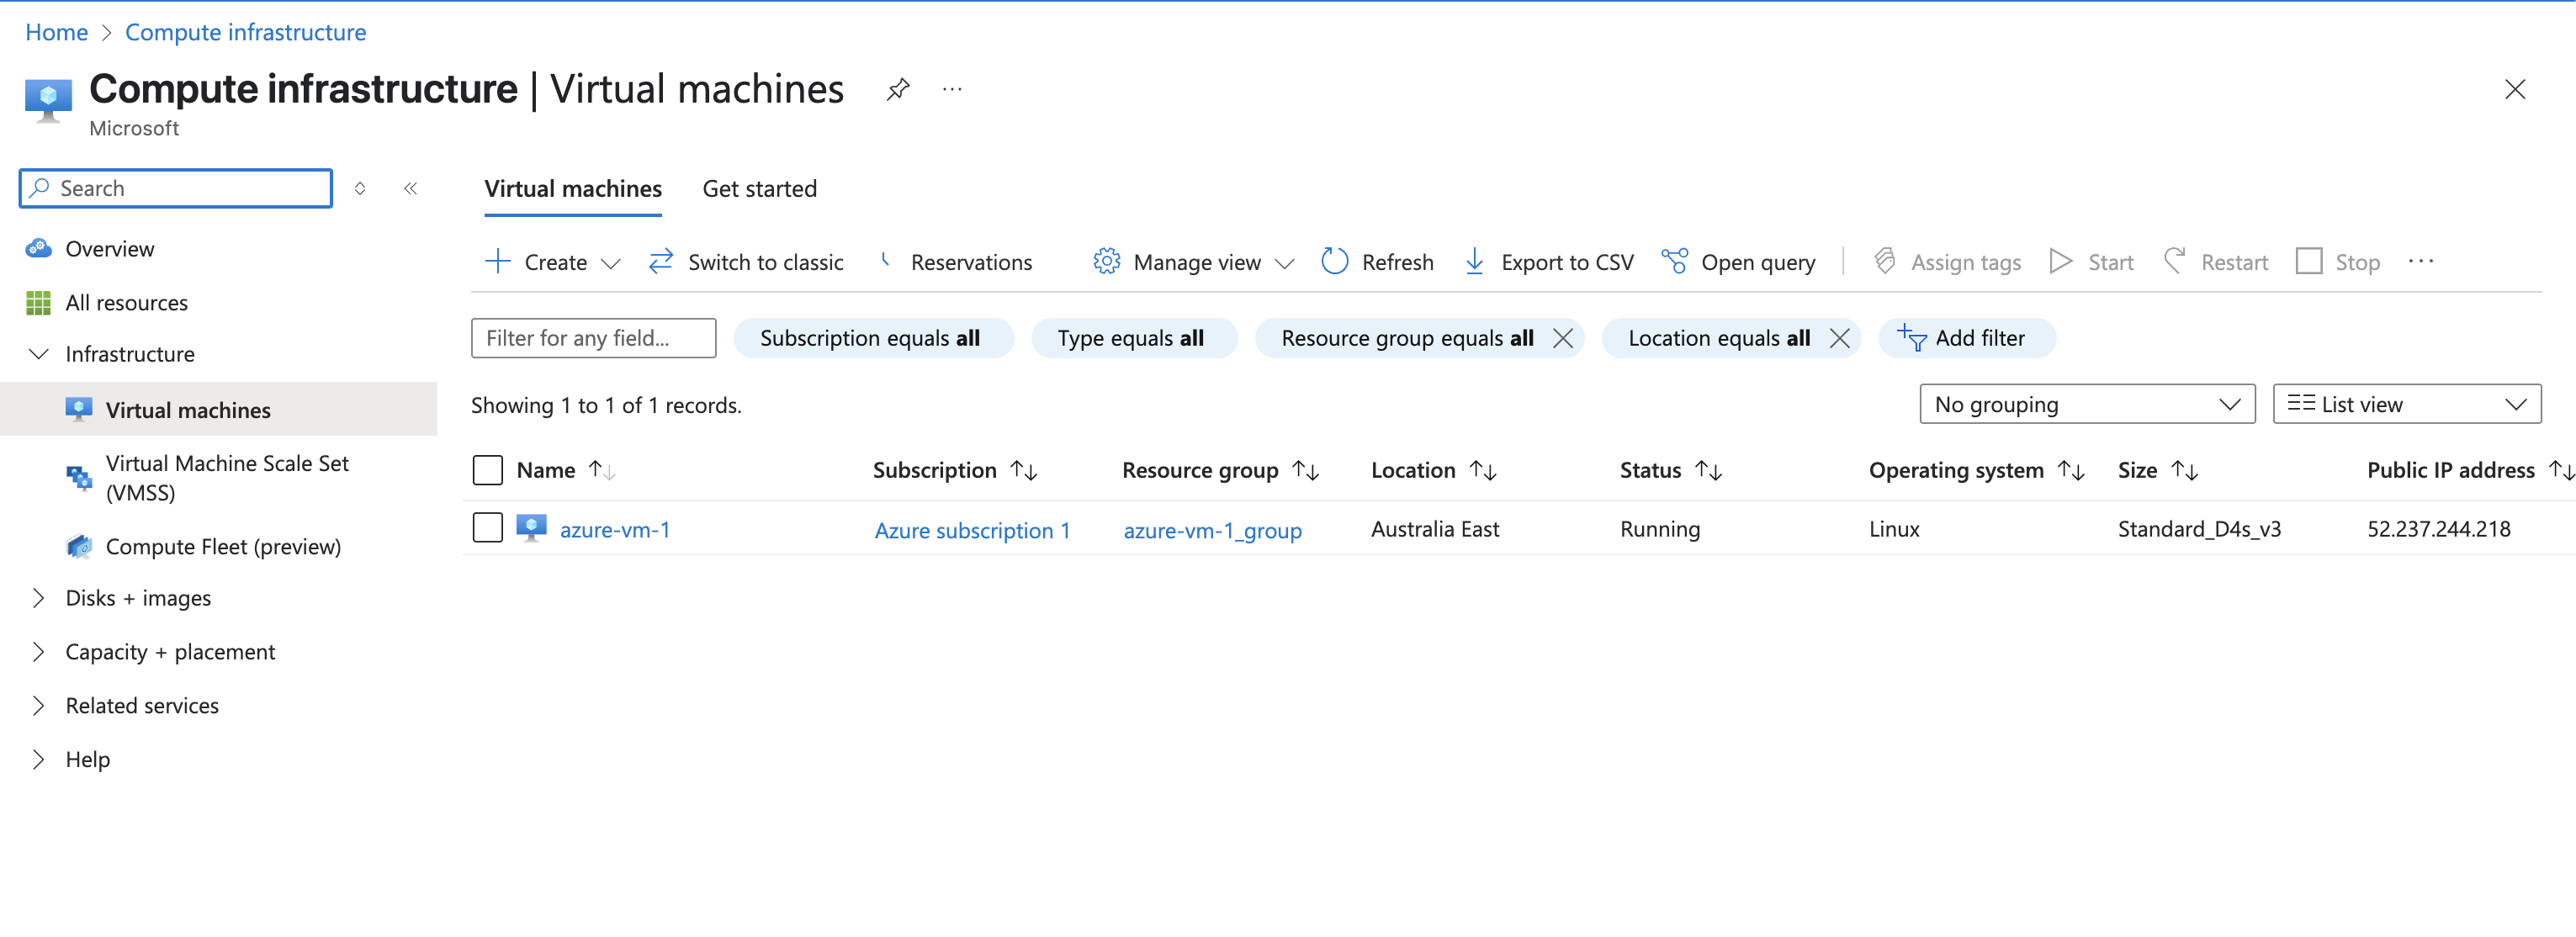 Home > Compute infrastructure
Compute infrastructure | Virtual machines ...
Microsoft
Search
Overview
All resources
Infrastructure
Virtual machines
Virtual Machine Scale Set
(VMSS)
Compute Fleet (preview)
Disks + images
Capacity + placement
Related services
Help
Virtual machines Get started
Create Switch to classic Reservations Manage view Refresh Export to CSV Open query Assign tags Start Restart Stop ...
Filter for any field... Subscription equals all Type equals all Resource group equals all Location equals all Add filter
Showing 1 to 1 of 1 records. No grouping List view
Name Subscription Resource group Location Status Operating system Size Public IP address
azure-vm-1 Azure subscription 1 azure-vm-1_group Australia East Running Linux Standard_D4s_v3 52.237.244.218